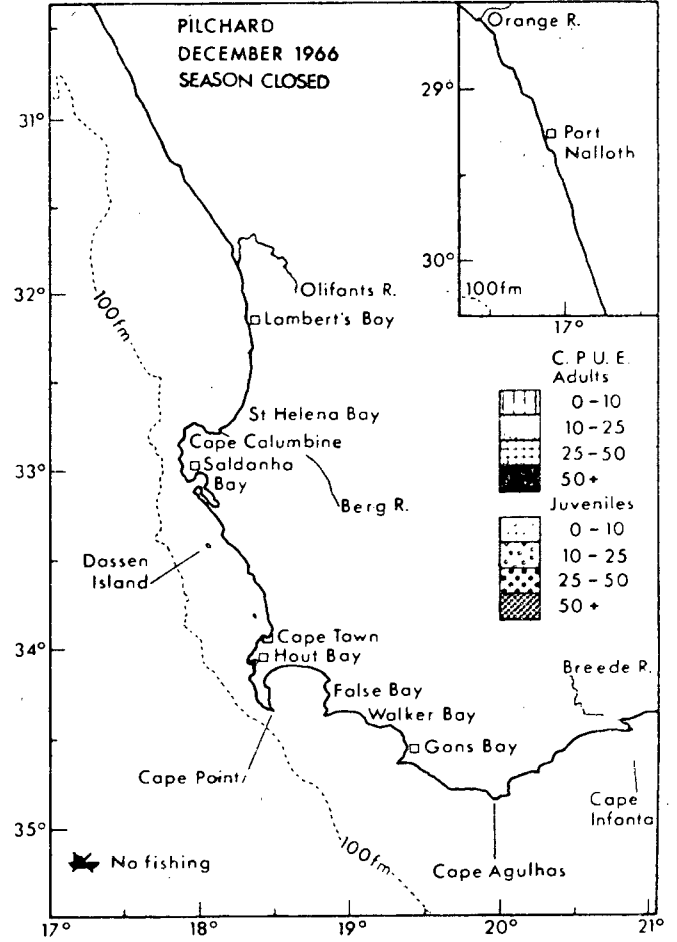 PILCHARD
DECEMBER 1966
SEASON CLOSED
Orange R.
29°
Port
Nalloth
30°
100fm
17°
31°
32°
33°
34°
35°
100fm
Olifants R.
Lambert's Bay
St Helena Bay
Cape Calumbine
Saldanha
Bay
Berg R.
Dassen
Island
Cape Town
Hout Bay
False Bay
Walker Bay
Gans Bay
Breede R.
Cape Point
Cape
Infanta
Cape Agulhas
100fm
No fishing
C. P. U. E.
Adults
0-10
10-25
25-50
50+
Juveniles
0-10
10-25
25-50
50+
17°
18°
19°
20°
21°